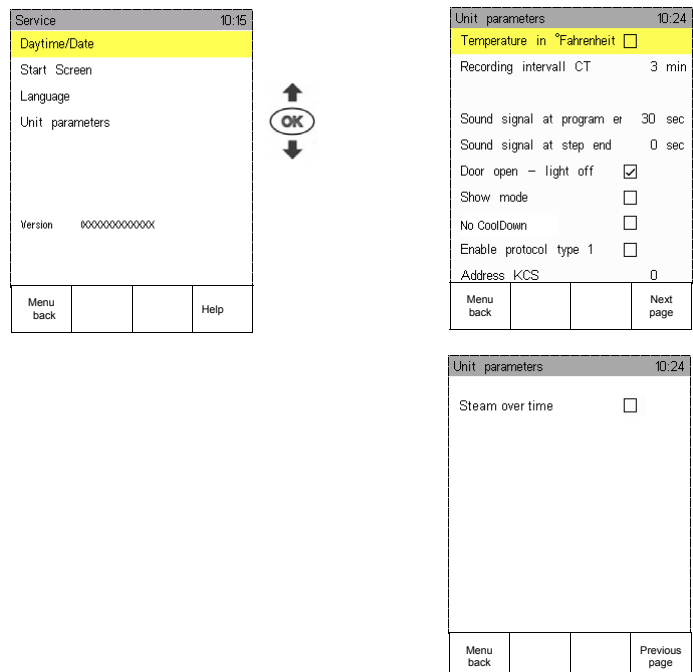 Service 10:15
Daytime/Date
Start Screen
Language
Unit parameters
Version XXXXXXXXXXXX
Menu
back
Help
OK
Unit parameters 10:24
Temperature in °Fahrenheit
Recording intervall CT 3 min
Sound signal at program er 30 sec
Sound signal at step end 0 sec
Door open – light off
Show mode
No CoolDown
Enable protocol type 1
Address KCS 0
Menu
back
Next
page
Unit parameters 10:24
Steam over time
Menu
back
Previous
page